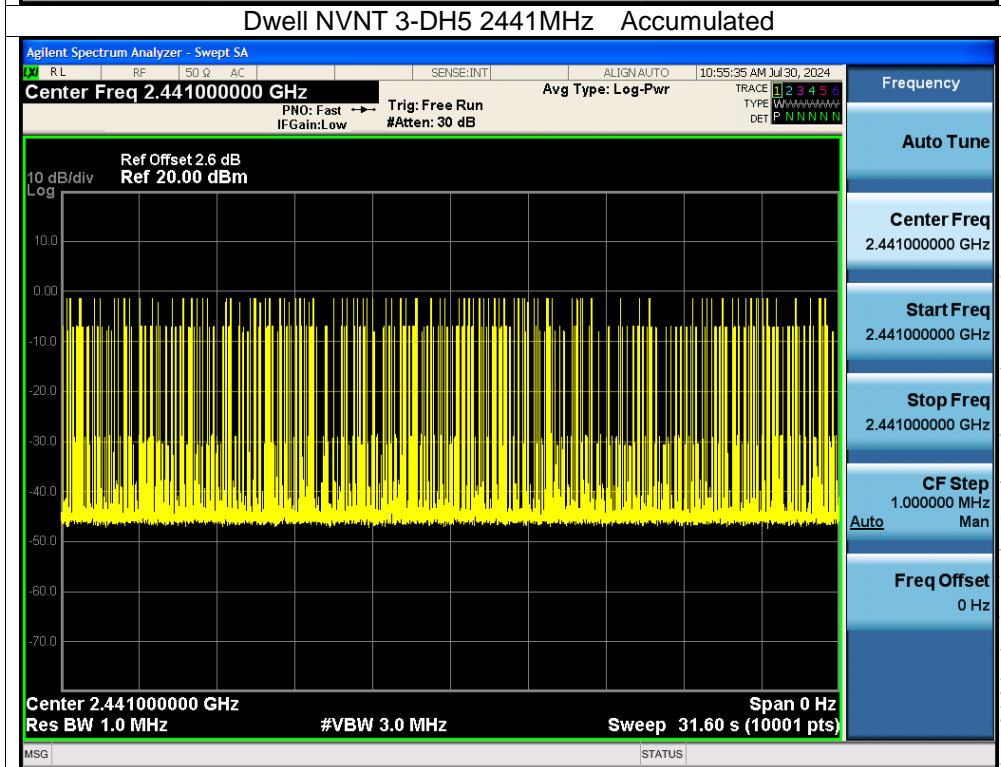 Dwell NVNT 3-DH5 2441MHz Accumulated
Agilent Spectrum Analyzer - Swept SA
LXI RL RF 50 Ω AC SENSE:INT ALIGN AUTO 10:55:35 AM Jul 30, 2024
Center Freq 2.441000000 GHz
PNO: Fast
IFGain:Low
Trig: Free Run
#Atten: 30 dB
Avg Type: Log-Pwr
TRACE 1 2 3 4 5 6
TYPE WWWWWW
DET P N N N N N
Frequency
Auto Tune
Center Freq
2.441000000 GHz
Start Freq
2.441000000 GHz
Stop Freq
2.441000000 GHz
CF Step
1.000000 MHz
Auto Man
Freq Offset
0 Hz
Ref Offset 2.6 dB
10 dB/div Ref 20.00 dBm
Log
10.0
0.00
-10.0
-20.0
-30.0
-40.0
-50.0
-60.0
-70.0
Center 2.441000000 GHz Span 0 Hz
Res BW 1.0 MHz #VBW 3.0 MHz Sweep 31.60 s (10001 pts)
MSG STATUS